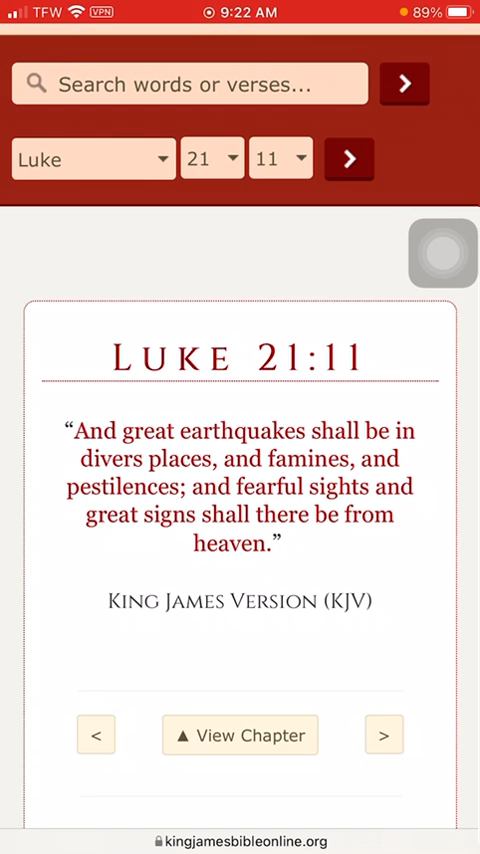 TFW VPN 9:22 AM 89%
Search words or verses...
Luke 21 11
LUKE 21:11
“And great earthquakes shall be in
divers places, and famines, and
pestilences; and fearful sights and
great signs shall there be from
heaven.”
KING JAMES VERSION (KJV)
< ▲ View Chapter >
kingjamesbibleonline.org